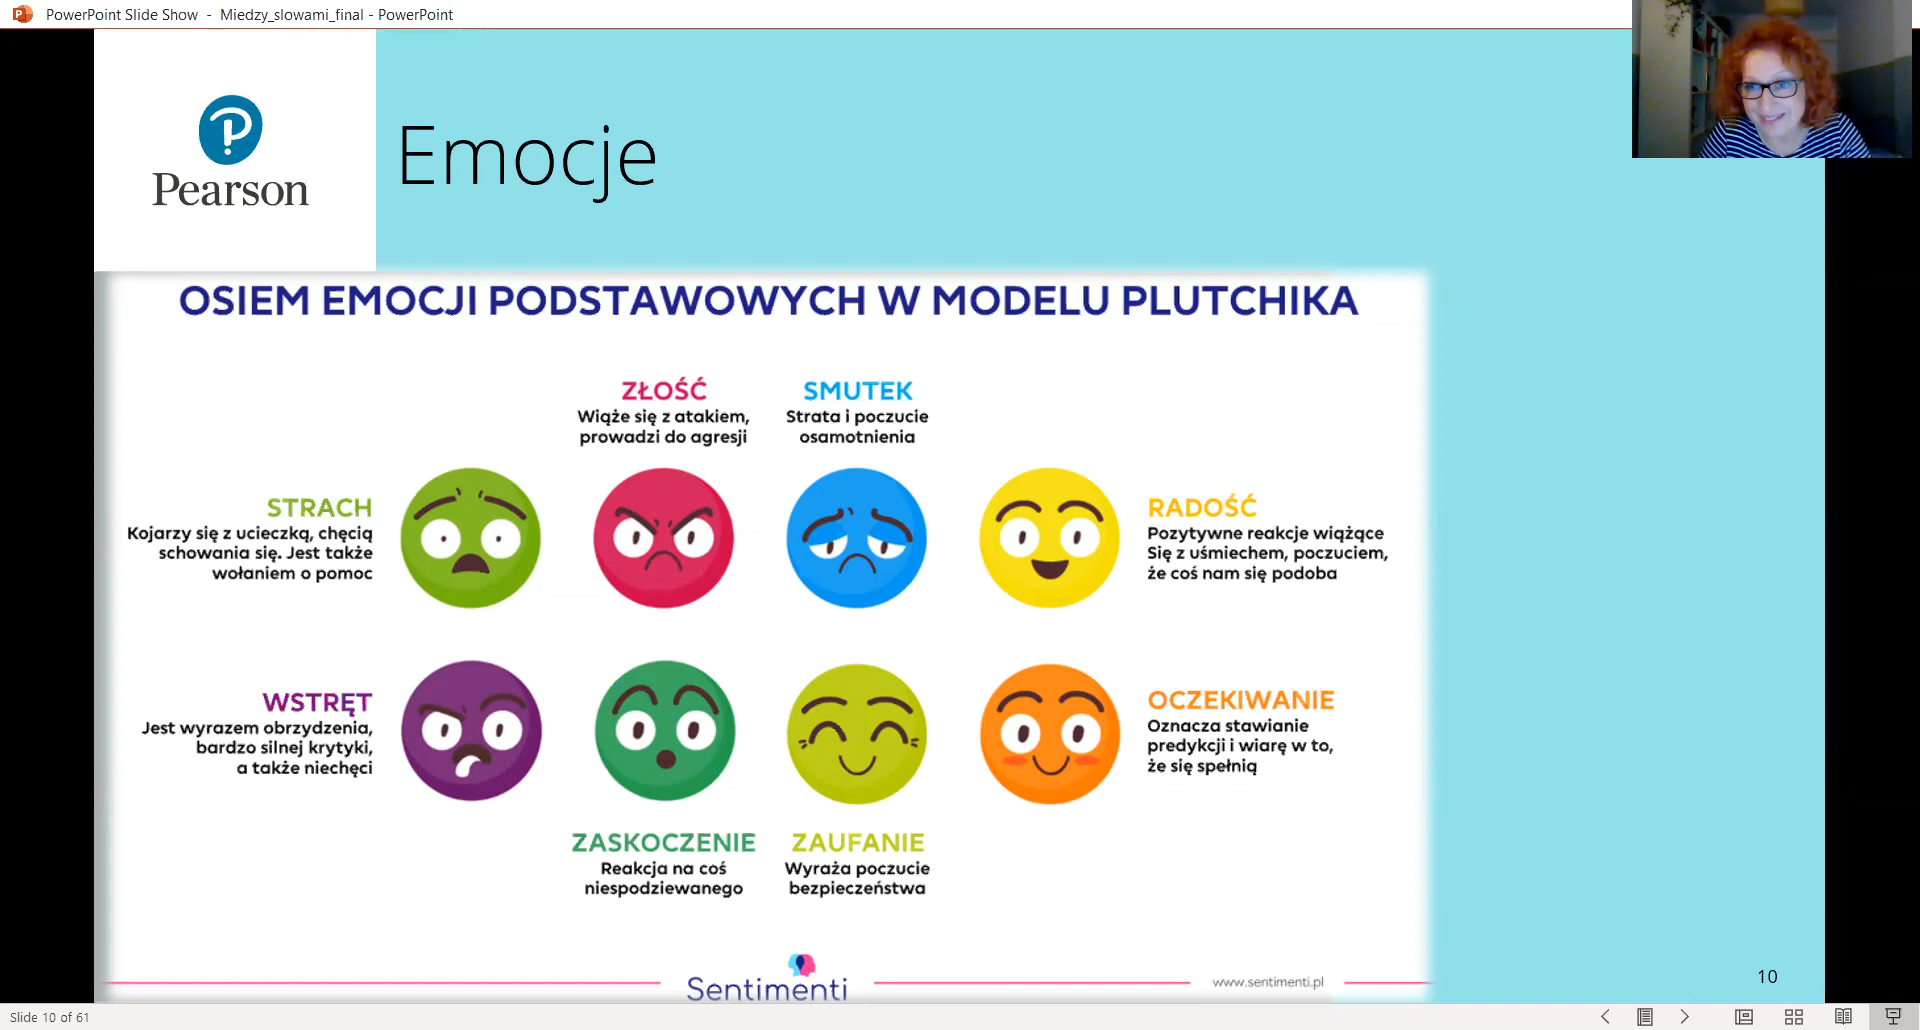 PowerPoint Slide Show - Miedzy_slowami_final - PowerPoint
Pearson
Emocje
OSIEM EMOCJI PODSTAWOWYCH W MODELU PLUTCHIKA
ZŁOŚĆ
Wiąże się z atakiem,
prowadzi do agresji
SMUTEK
Strata i poczucie
osamotnienia
STRACH
Kojarzy się z ucieczką, chęcią
schowania się. Jest także
wołaniem o pomoc
RADOŚĆ
Pozytywne reakcje wiążące
Się z uśmiechem, poczuciem,
że coś nam się podoba
WSTRĘT
Jest wyrazem obrzydzenia,
bardzo silnej krytyki,
a także niechęci
OCZEKIWANIE
Oznacza stawianie
predykcji i wiarę w to,
że się spełnią
ZASKOCZENIE
Reakcja na coś
niespodziewanego
ZAUFANIE
Wyraża poczucie
bezpieczeństwa
Sentimenti
www.sentimenti.pl
10
Slide 10 of 61